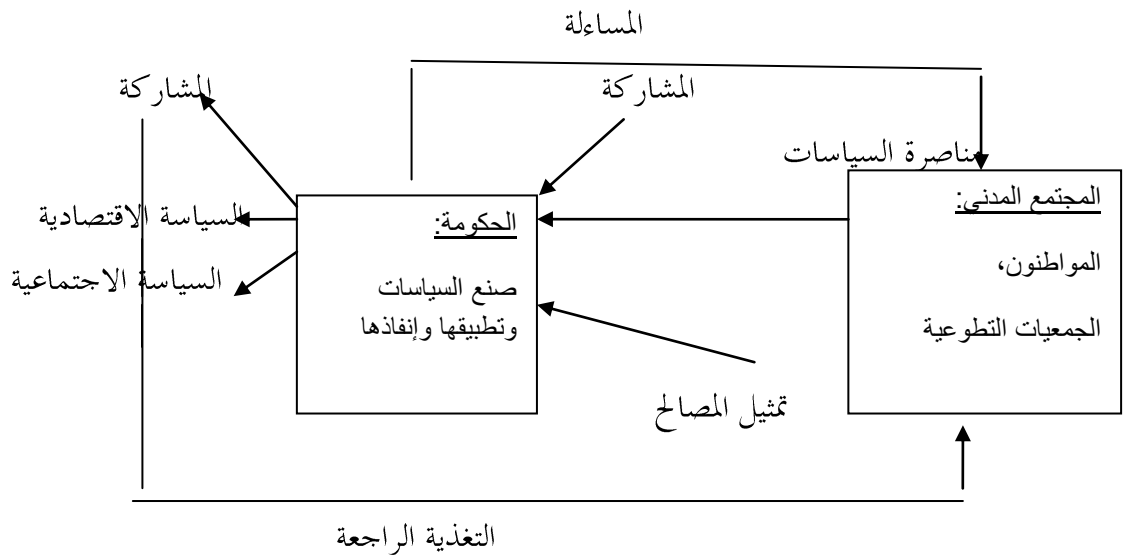 المساءلة
المشاركة
المشاركة
مناصرة السياسات
المجتمع المدني:
المواطنون،
الجمعيات التطوعية
الحكومة:
صنع السياسات
وتطبيقها وإنفاذها
السياسة الاقتصادية
السياسة الاجتماعية
تمثيل المصالح
التغذية الراجعة